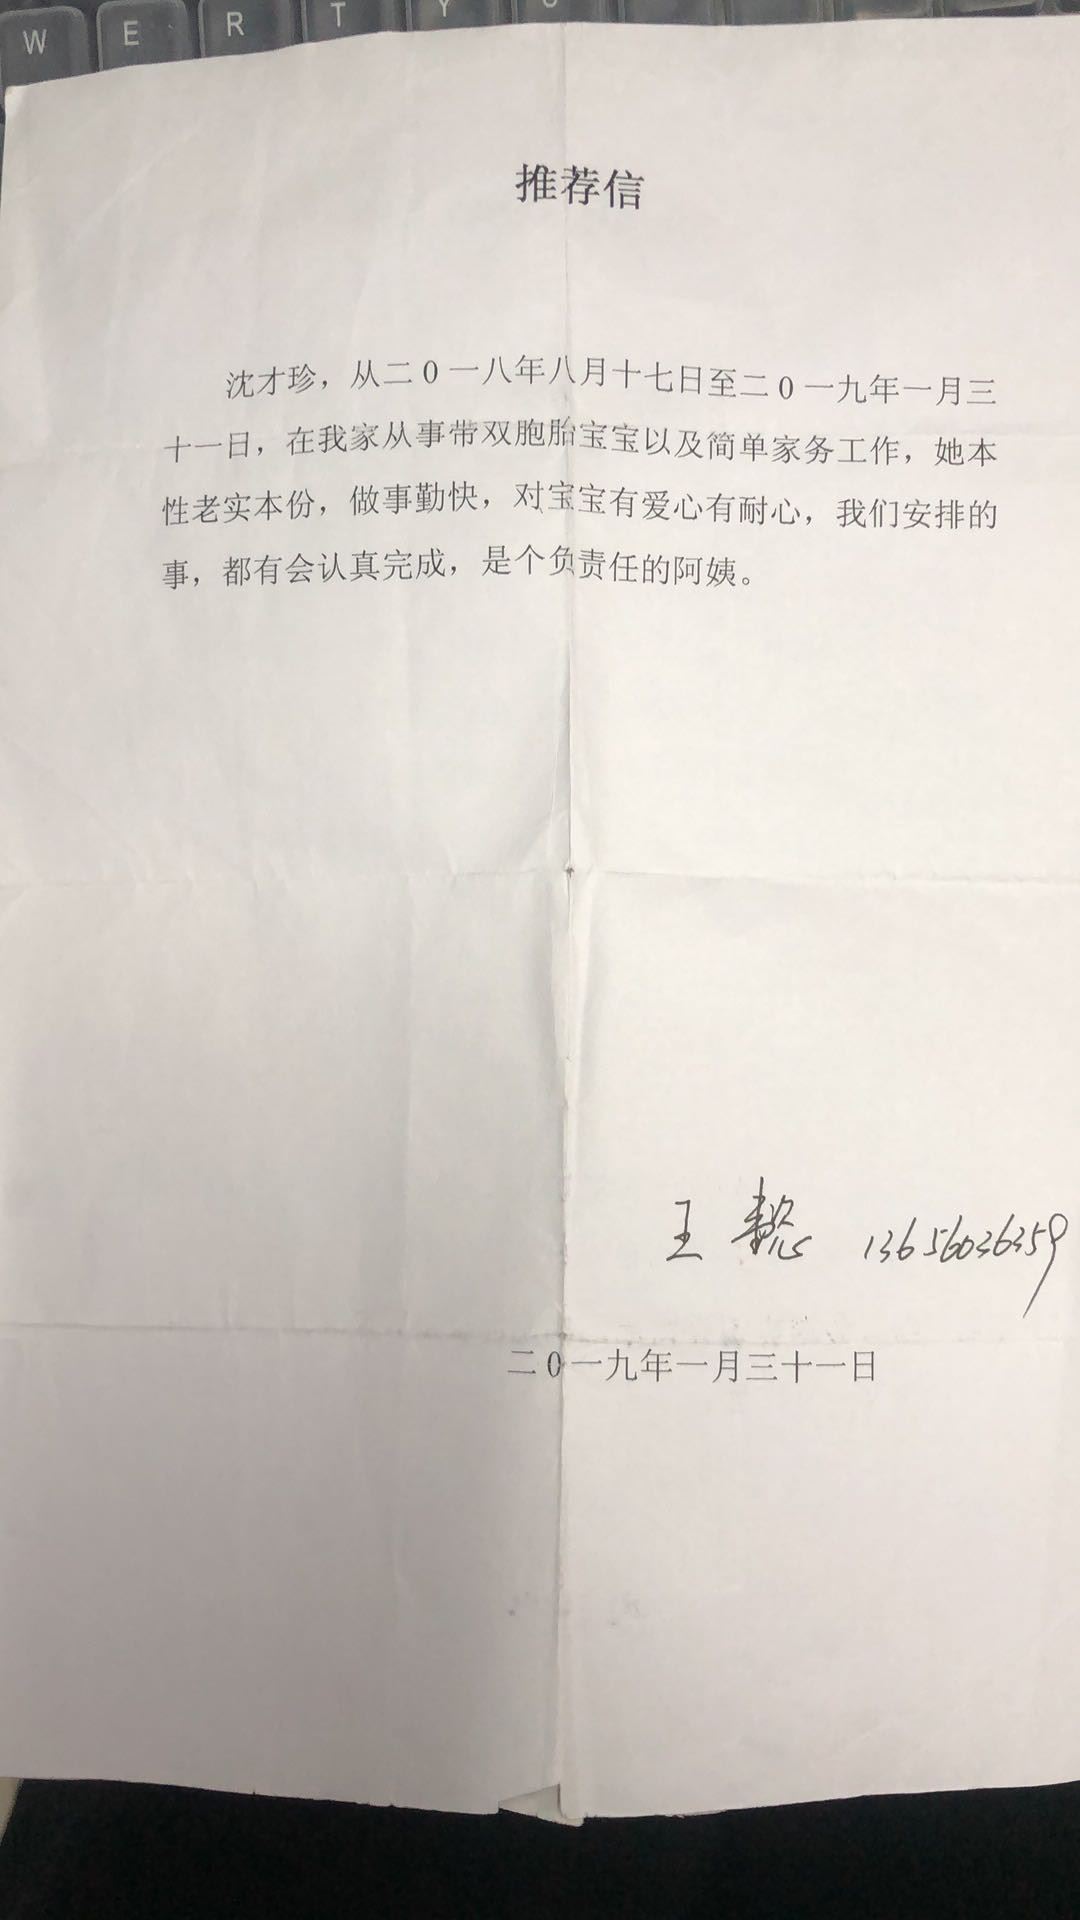 W E R T Y U
推荐信
沈才珍，从二0一八年八月十七日至二0一九年一月三
十一日，在我家从事带双胞胎宝宝以及简单家务工作，她本
性老实本份，做事勤快，对宝宝有爱心有耐心，我们安排的
事，都有会认真完成，是个负责任的阿姨。
王懿 13656036359
二0一九年一月三十一日